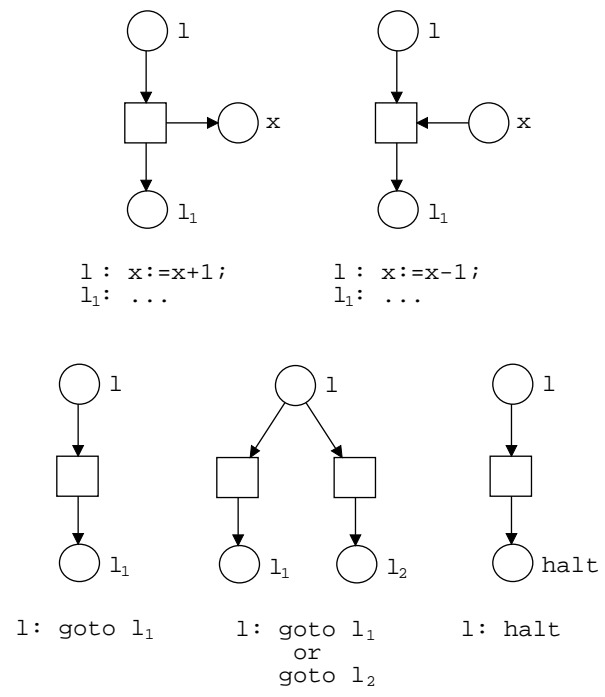 l
l
x
x
l₁
l₁
l : x:=x+1;
l₁: ...
l : x:=x-1;
l₁: ...
l
l
l
l₁
l₁
l₂
halt
l: goto l₁
l: goto l₁
or
goto l₂
l: halt